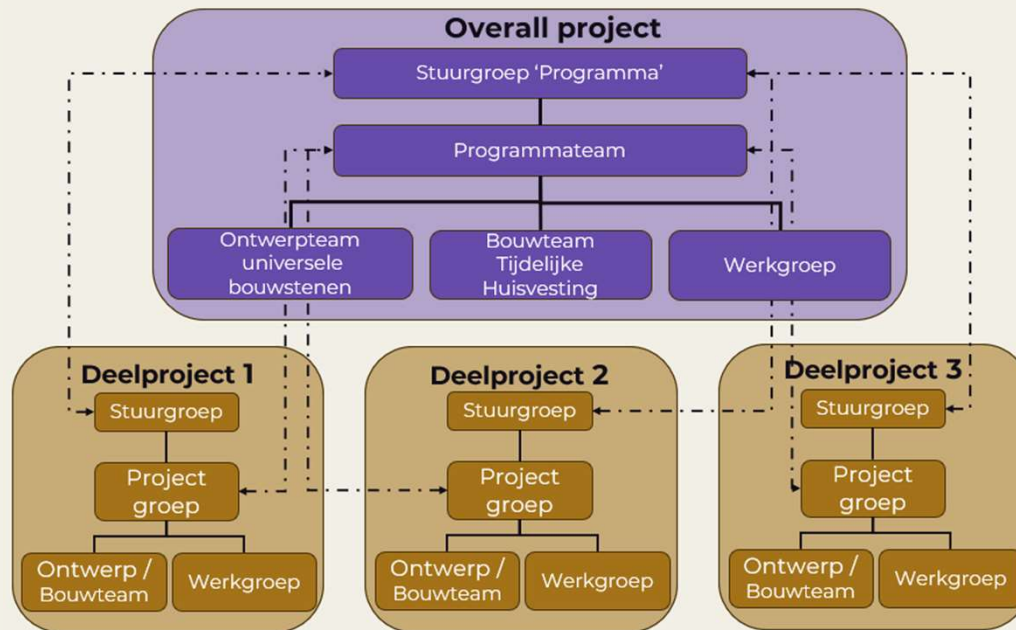 Overall project
Stuurgroep ‘Programma’
Programmateam
Ontwerpteam
universele
bouwstenen
Bouwteam
Tijdelijke
Huisvesting
Werkgroep
Deelproject 1
Stuurgroep
Project
groep
Ontwerp /
Bouwteam
Werkgroep
Deelproject 2
Stuurgroep
Project
groep
Ontwerp /
Bouwteam
Werkgroep
Deelproject 3
Stuurgroep
Project
groep
Ontwerp /
Bouwteam
Werkgroep